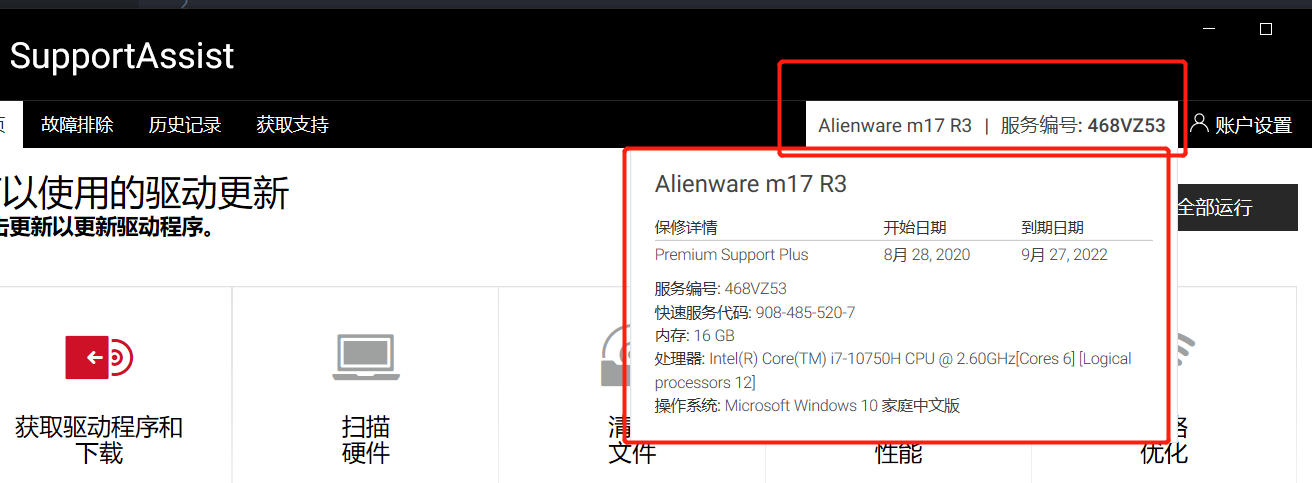 SupportAssist
故障排除 历史记录 获取支持 Alienware m17 R3 | 服务编号: 468VZ53 账户设置
以使用的驱动更新
更新以更新驱动程序。
全部运行
Alienware m17 R3
保修详情 开始日期 到期日期
Premium Support Plus 8月 28, 2020 9月 27, 2022
服务编号: 468VZ53
快速服务代码: 908-485-520-7
内存: 16 GB
处理器: Intel(R) Core(TM) i7-10750H CPU @ 2.60GHz[Cores 6] [Logical
processors 12]
操作系统: Microsoft Windows 10 家庭中文版
获取驱动程序和
下载
扫描
硬件
清
文件
性能
优化